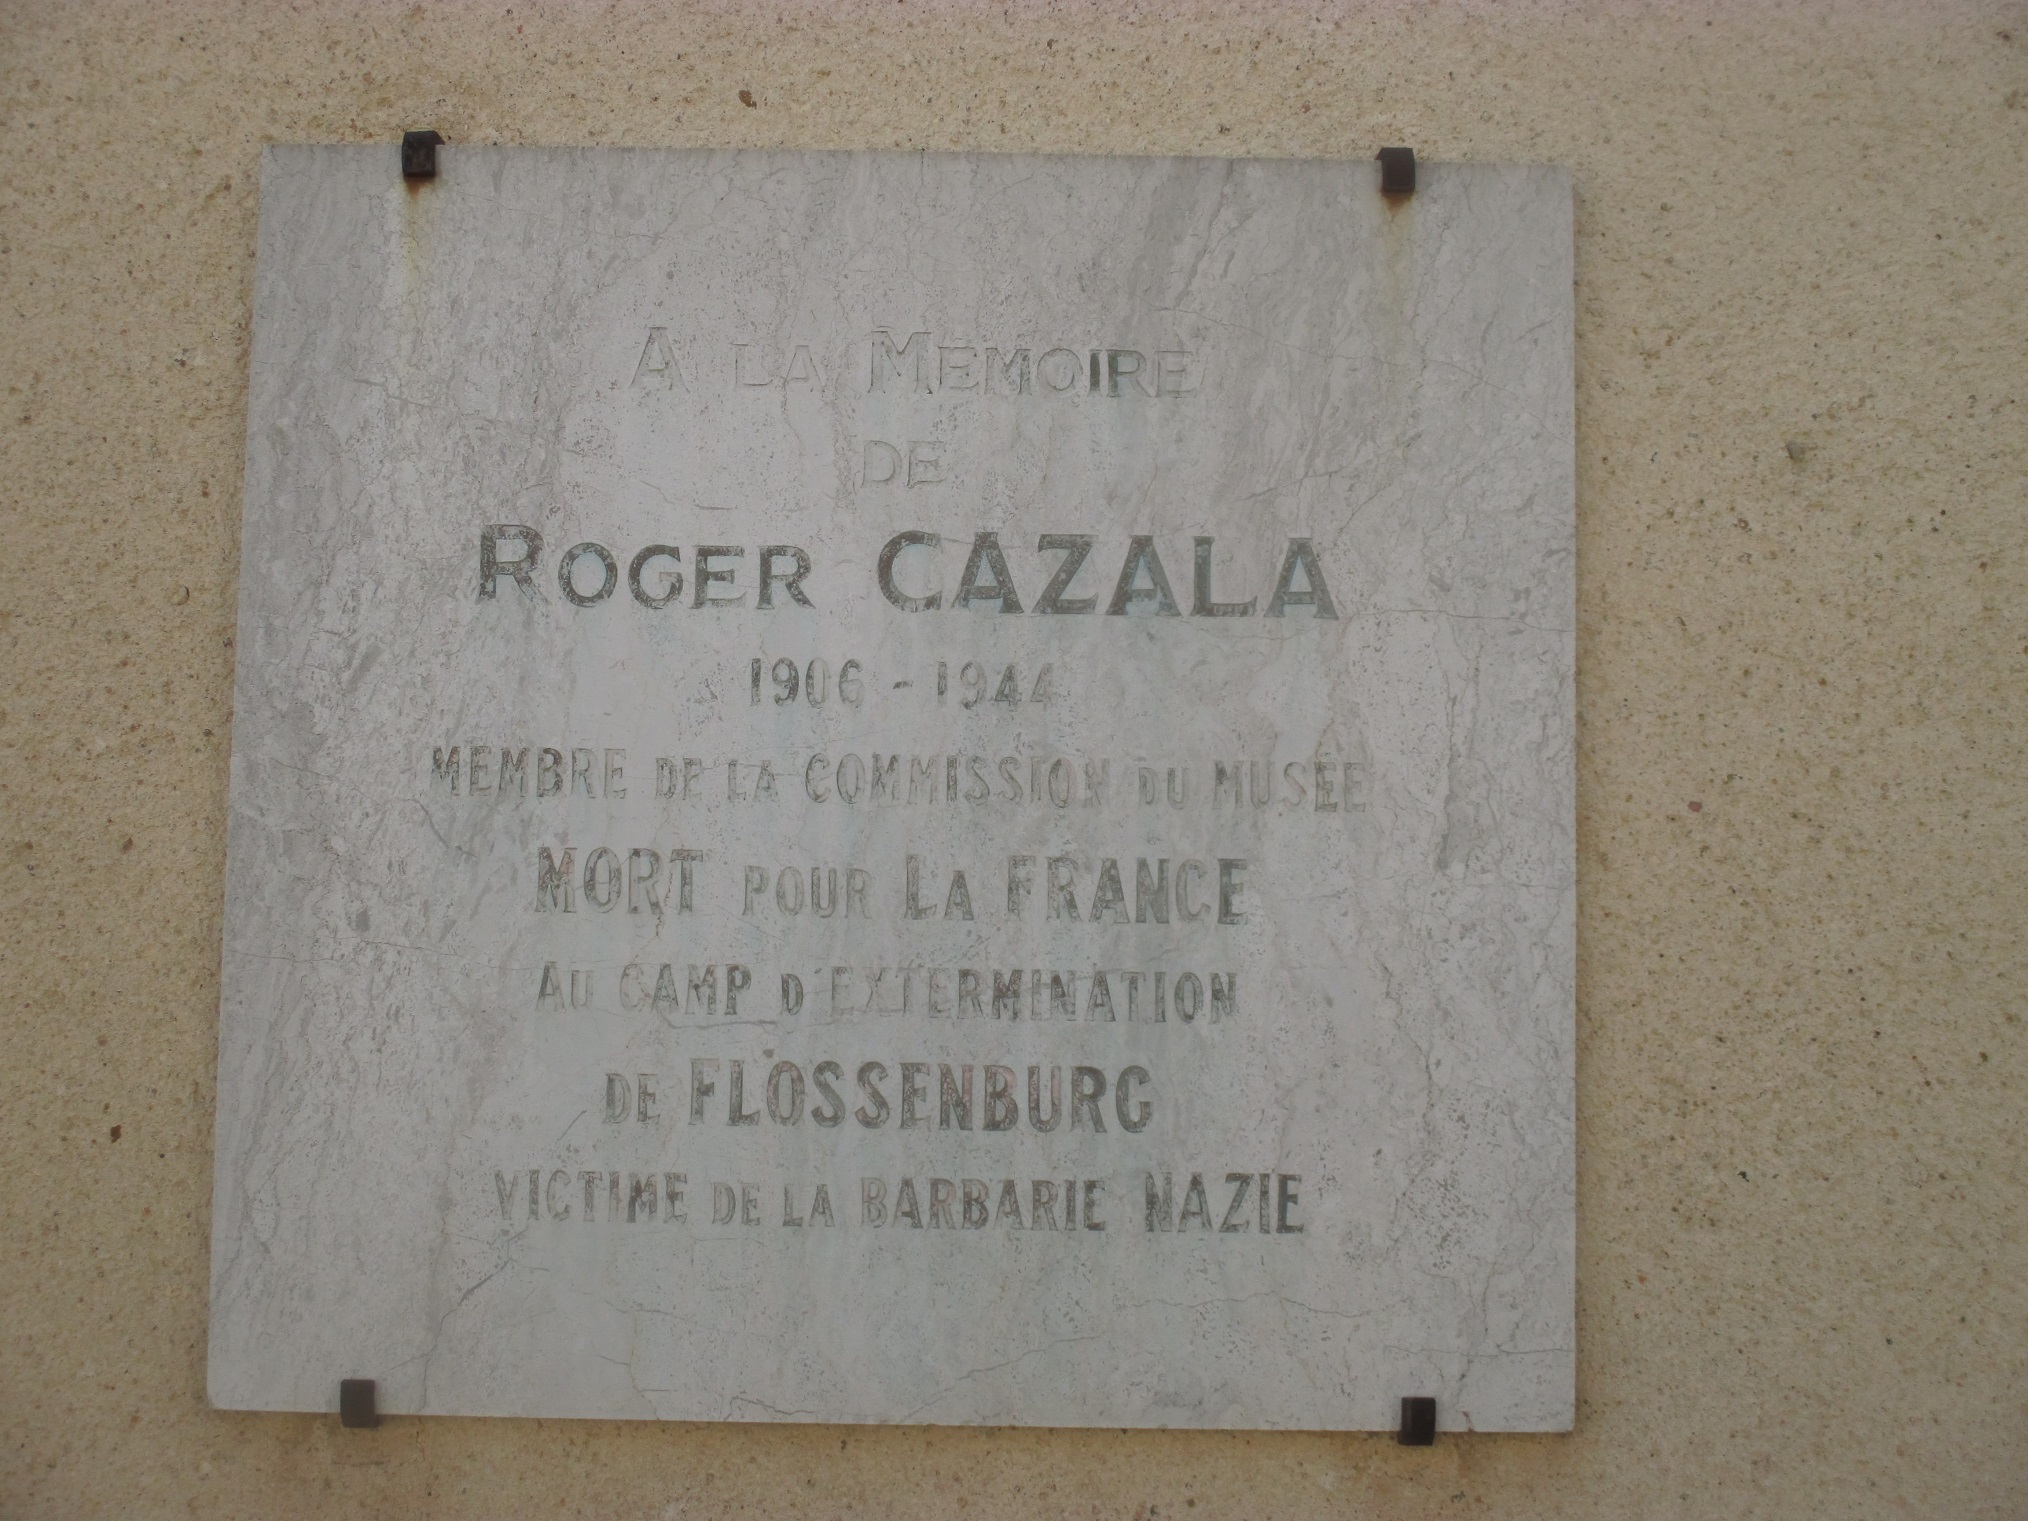 A LA MEMOIRE
DE
ROGER CAZALA
1906 - 1944
MEMBRE DE LA COMMISSION DU MUSÉE
MORT POUR LA FRANCE
AU CAMP D'EXTERMINATION
DE FLOSSENBURG
VICTIME DE LA BARBARIE NAZIE